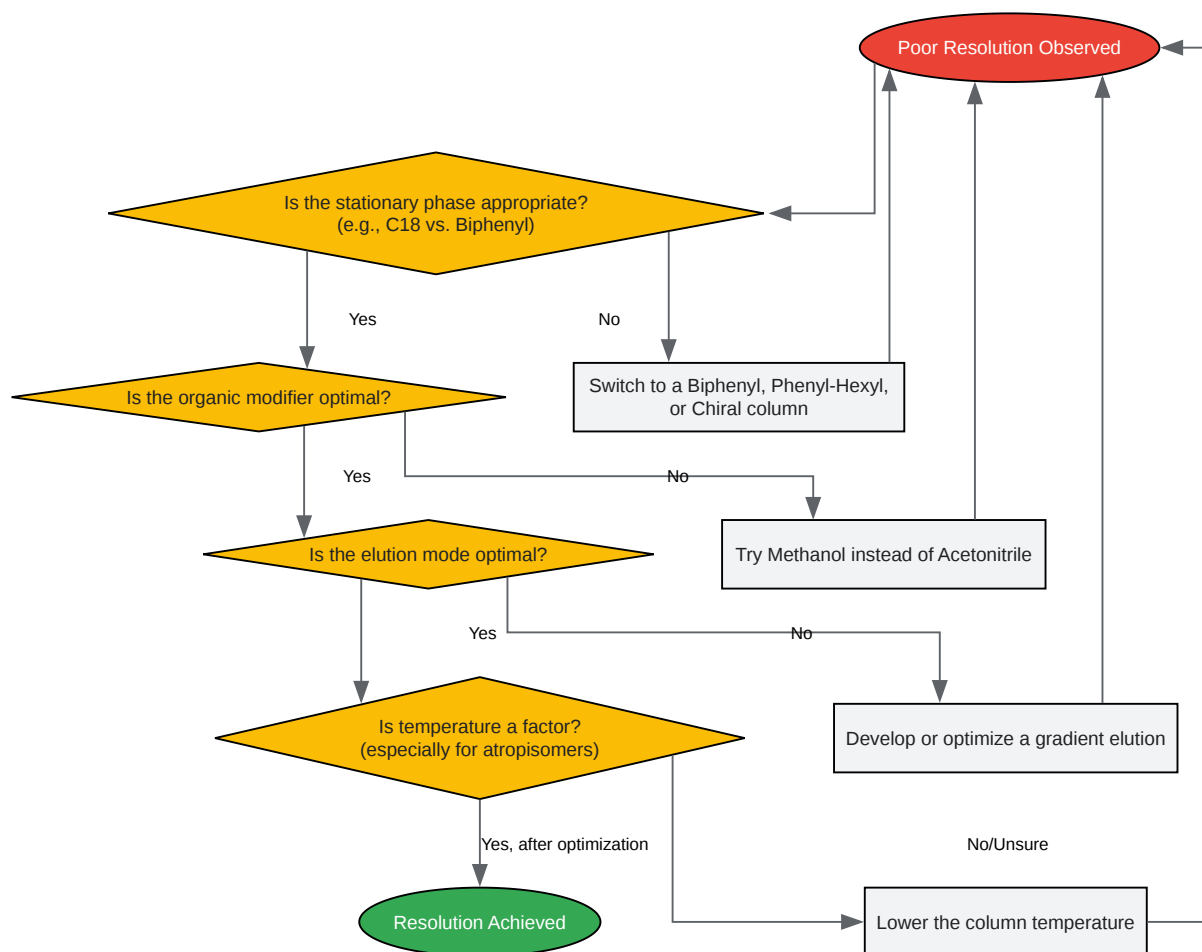 Poor Resolution Observed
Is the stationary phase appropriate?
(e.g., C18 vs. Biphenyl)
Yes
No
Switch to a Biphenyl, Phenyl-Hexyl,
or Chiral column
Is the organic modifier optimal?
Yes
No
Try Methanol instead of Acetonitrile
Is the elution mode optimal?
Yes
No
Develop or optimize a gradient elution
Is temperature a factor?
(especially for atropisomers)
Yes, after optimization
No/Unsure
Resolution Achieved
Lower the column temperature